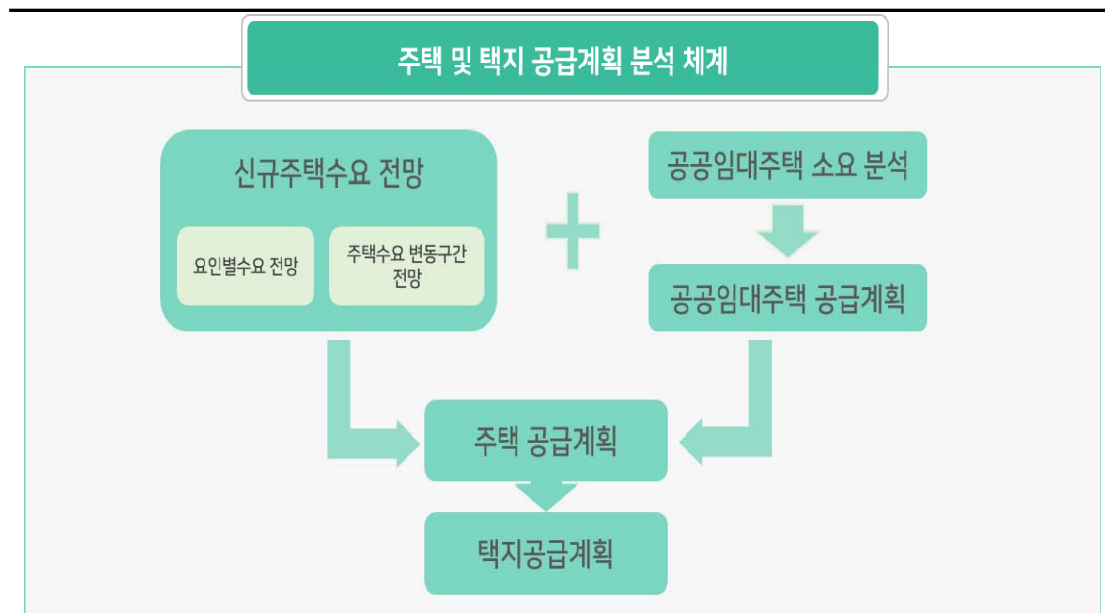 주택 및 택지 공급계획 분석 체계
신규주택수요 전망
요인별수요 전망
주택수요 변동구간
전망
공공임대주택 소요 분석
공공임대주택 공급계획
주택 공급계획
택지공급계획